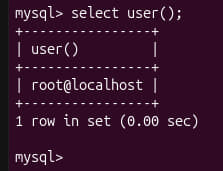 mysql> select user();
+----------------+
| user()         |
+----------------+
| root@localhost |
+----------------+
1 row in set (0.00 sec)
mysql>